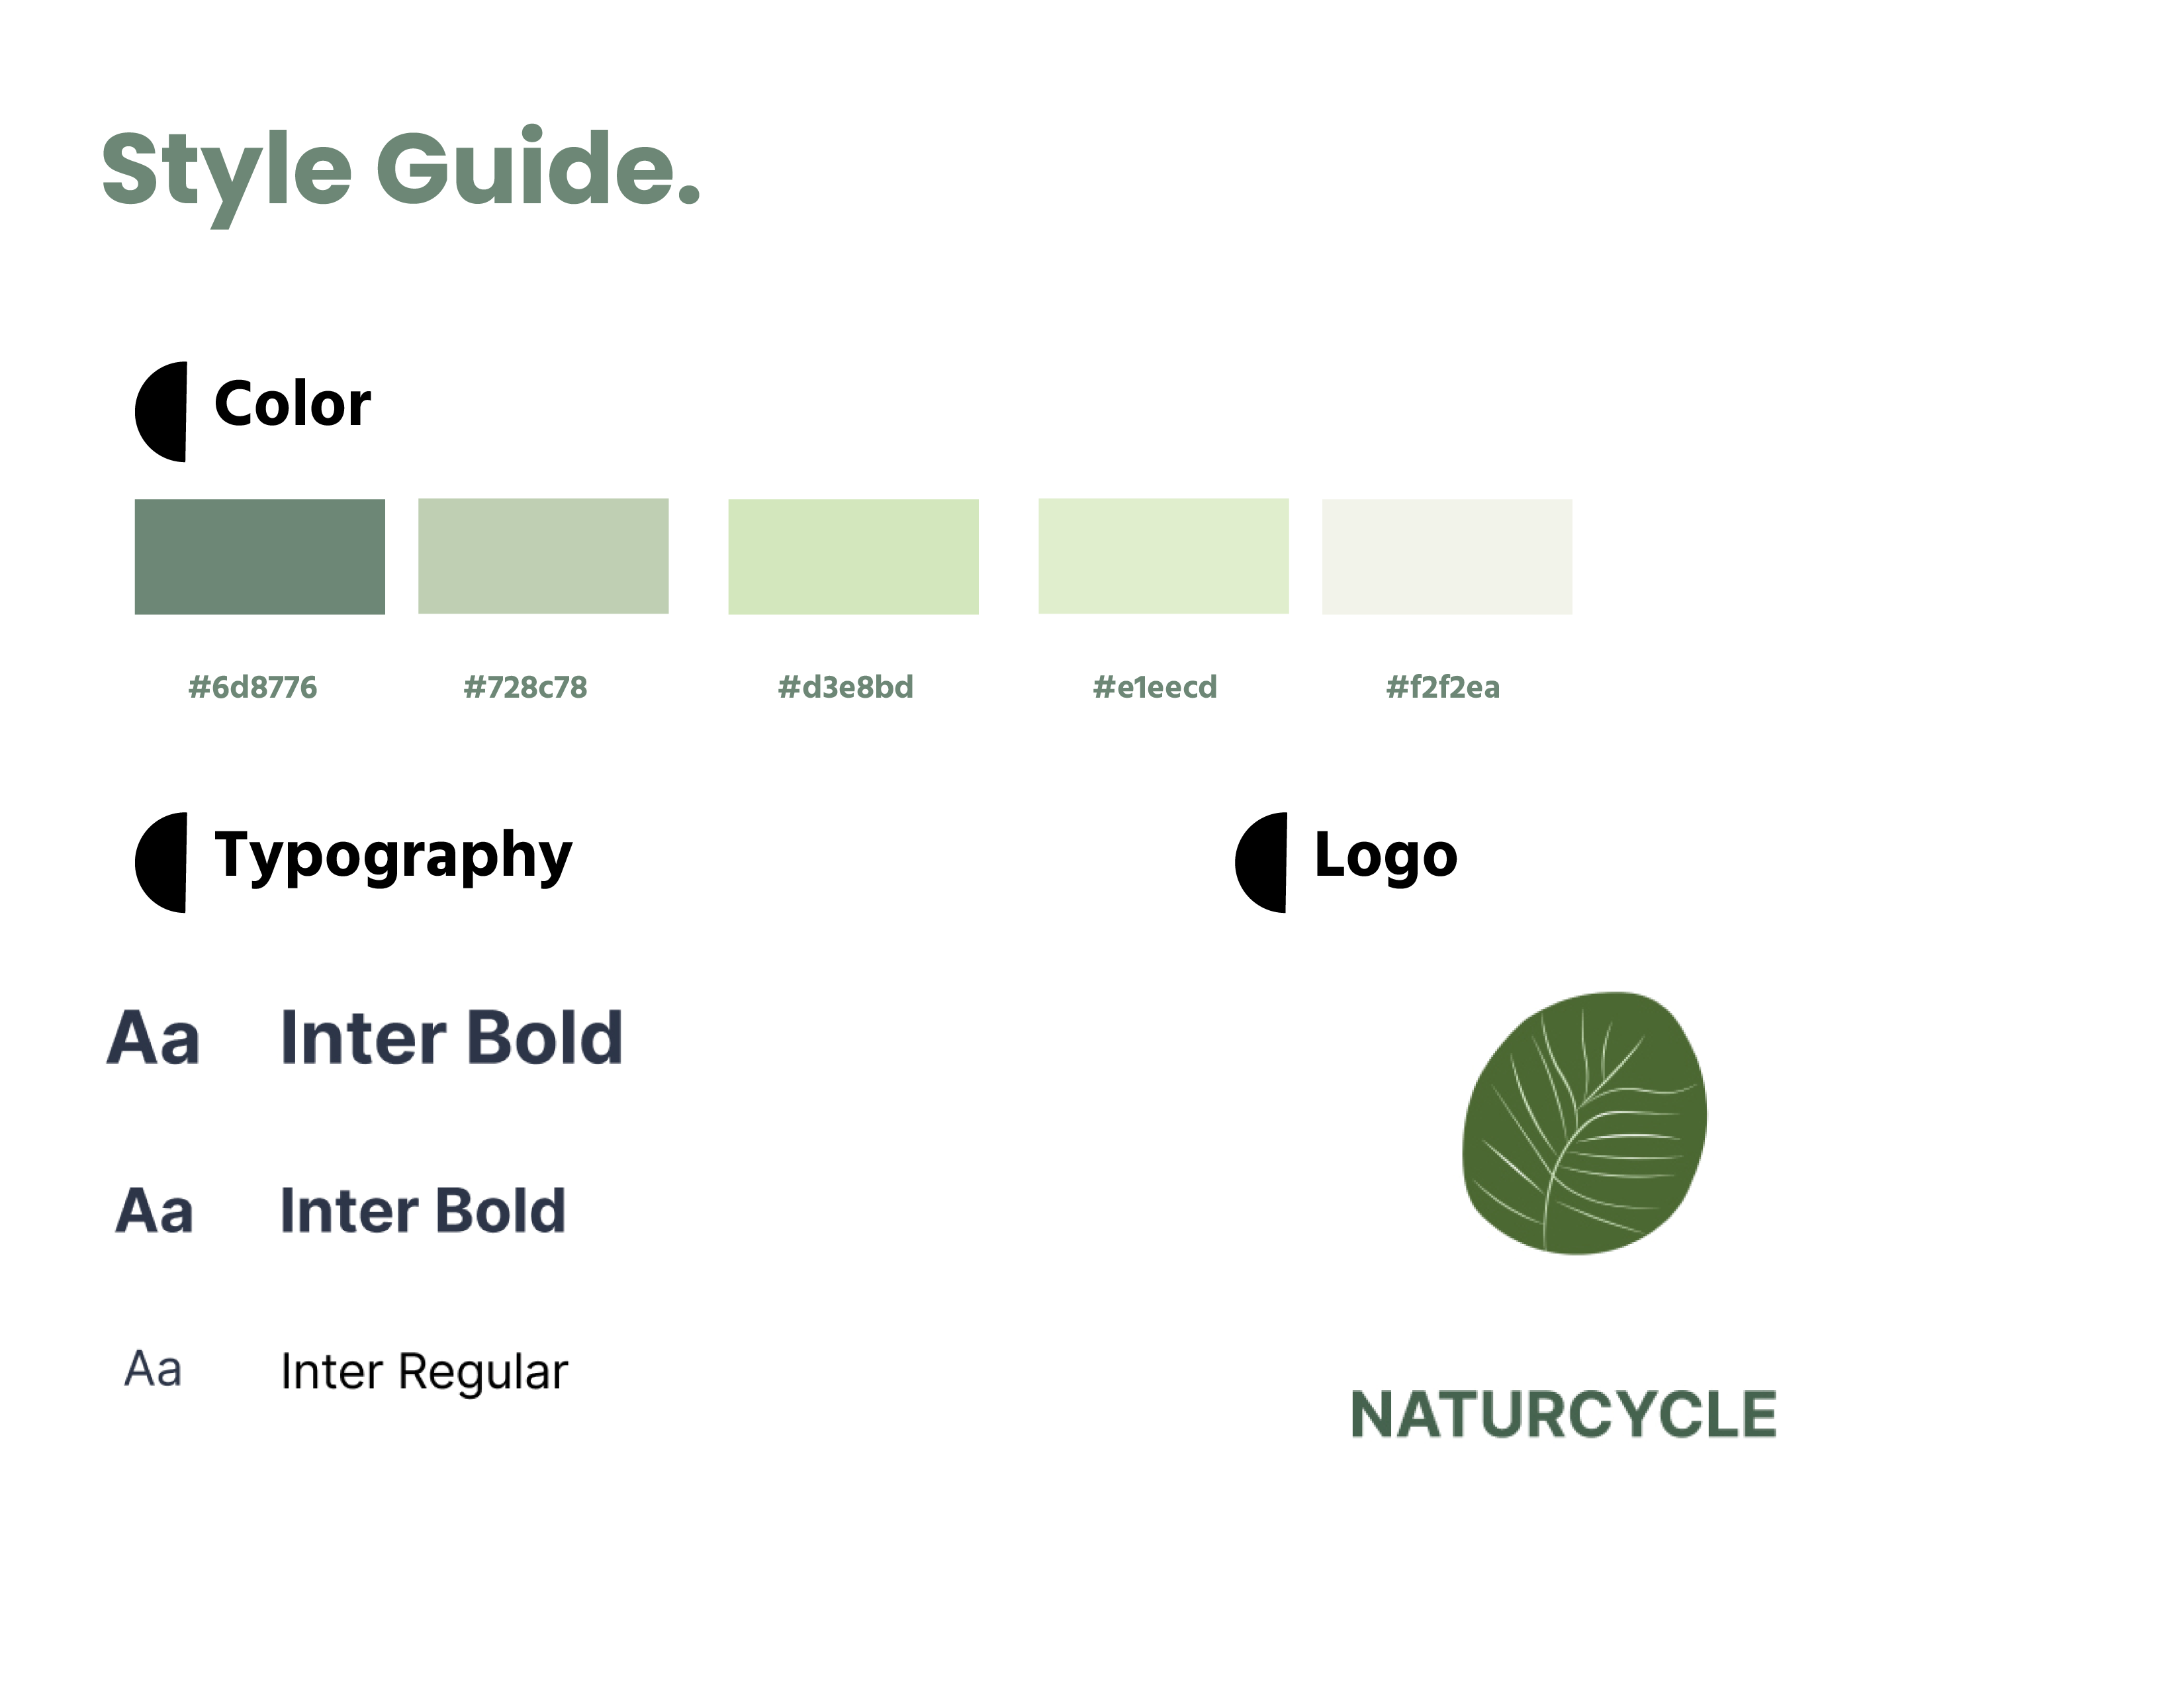 Style Guide.
Color
#6d8776
#728c78
#d3e8bd
#e1eecd
#f2f2ea
Typography
Logo
Aa Inter Bold
Aa Inter Bold
Aa Inter Regular
NATURCYCLE